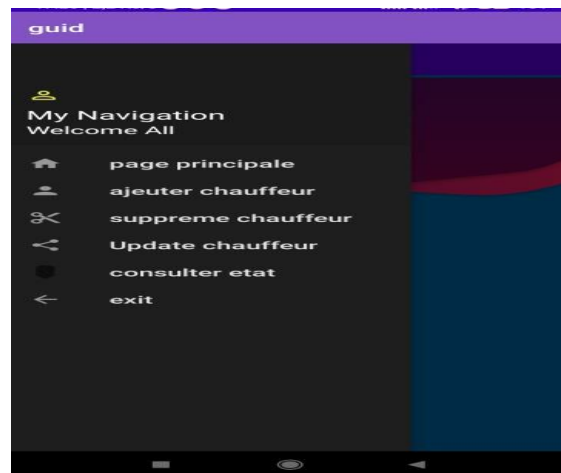 guid
My Navigation
Welcome All
page principale
ajeuter chauffeur
suppreme chauffeur
Update chauffeur
consulter etat
exit